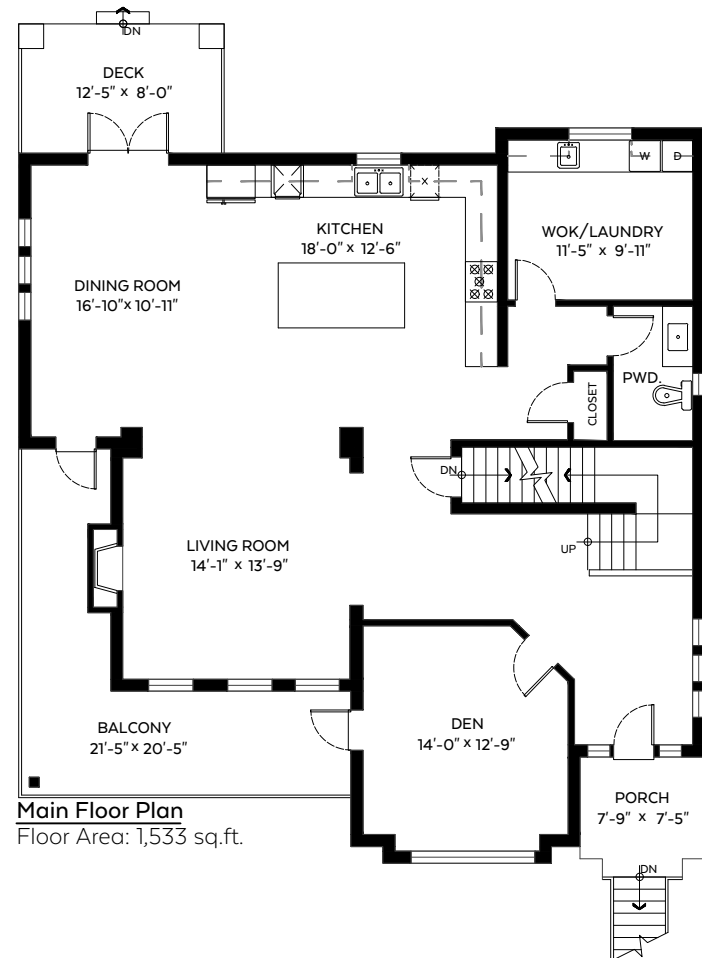 DN
DECK
12'-5" x 8'-0"
W
D
KITCHEN
18'-0" x 12'-6"
X
WOK/LAUNDRY
11'-5" x 9'-11"
DINING ROOM
16'-10" x 10'-11"
PWD.
CLOSET
DN
LIVING ROOM
14'-1" x 13'-9"
UP
BALCONY
21'-5" x 20'-5"
DEN
14'-0" x 12'-9"
PORCH
7'-9" x 7'-5"
DN
Main Floor Plan
Floor Area: 1,533 sq.ft.